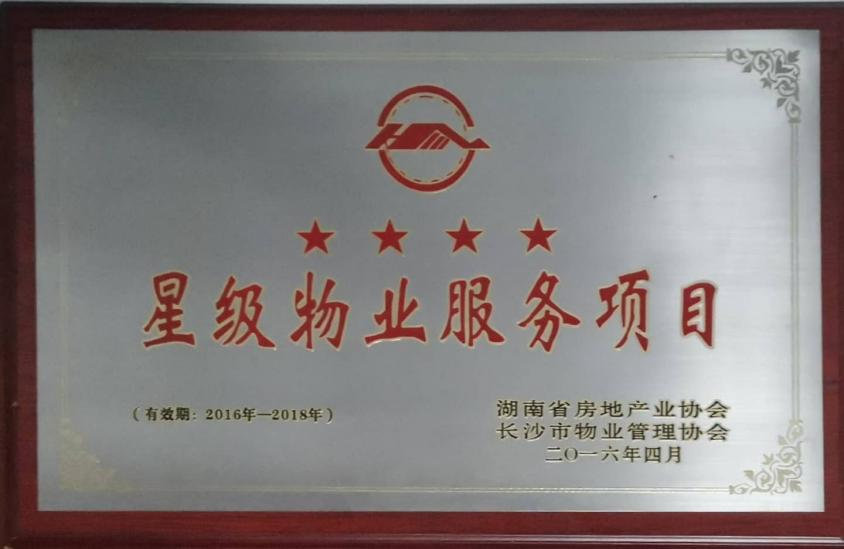 星级物业服务项目
(有效期: 2016年—2018年)
湖南省房地产业协会
长沙市物业管理协会
二〇一六年四月